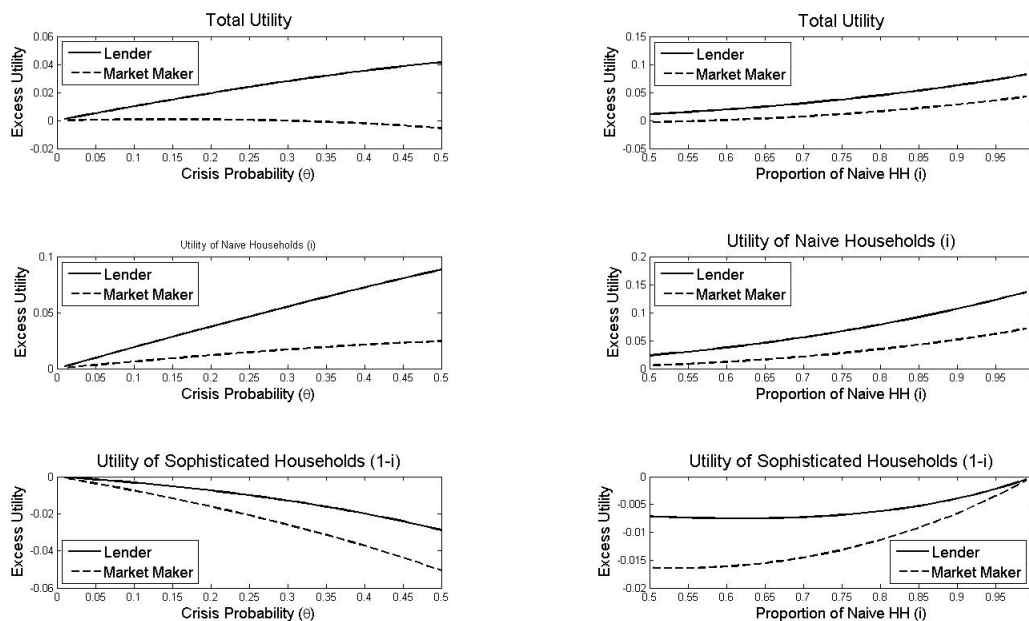 Total Utility
0.06
0.04
0.02
0
-0.02
Excess Utility
Lender
Market Maker
0 0.05 0.1 0.15 0.2 0.25 0.3 0.35 0.4 0.45 0.5
Crisis Probability (θ)
Total Utility
0.15
0.1
0.05
0
-0.05
Excess Utility
Lender
Market Maker
0.5 0.55 0.6 0.65 0.7 0.75 0.8 0.85 0.9 0.95
Proportion of Naive HH (i)
Utility of Naive Households (i)
0.1
0.05
0
Excess Utility
Lender
Market Maker
0 0.05 0.1 0.15 0.2 0.25 0.3 0.35 0.4 0.45 0.5
Crisis Probability (θ)
Utility of Naive Households (i)
0.2
0.15
0.1
0.05
0
Excess Utility
Lender
Market Maker
0.5 0.55 0.6 0.65 0.7 0.75 0.8 0.85 0.9 0.95
Proportion of Naive HH (i)
Utility of Sophisticated Households (1-i)
0
-0.02
-0.04
-0.06
Excess Utility
Lender
Market Maker
0 0.05 0.1 0.15 0.2 0.25 0.3 0.35 0.4 0.45 0.5
Crisis Probability (θ)
Utility of Sophisticated Households (1-i)
0
-0.005
-0.01
-0.015
-0.02
Excess Utility
Lender
Market Maker
0.5 0.55 0.6 0.65 0.7 0.75 0.8 0.85 0.9 0.95
Proportion of Naive HH (i)